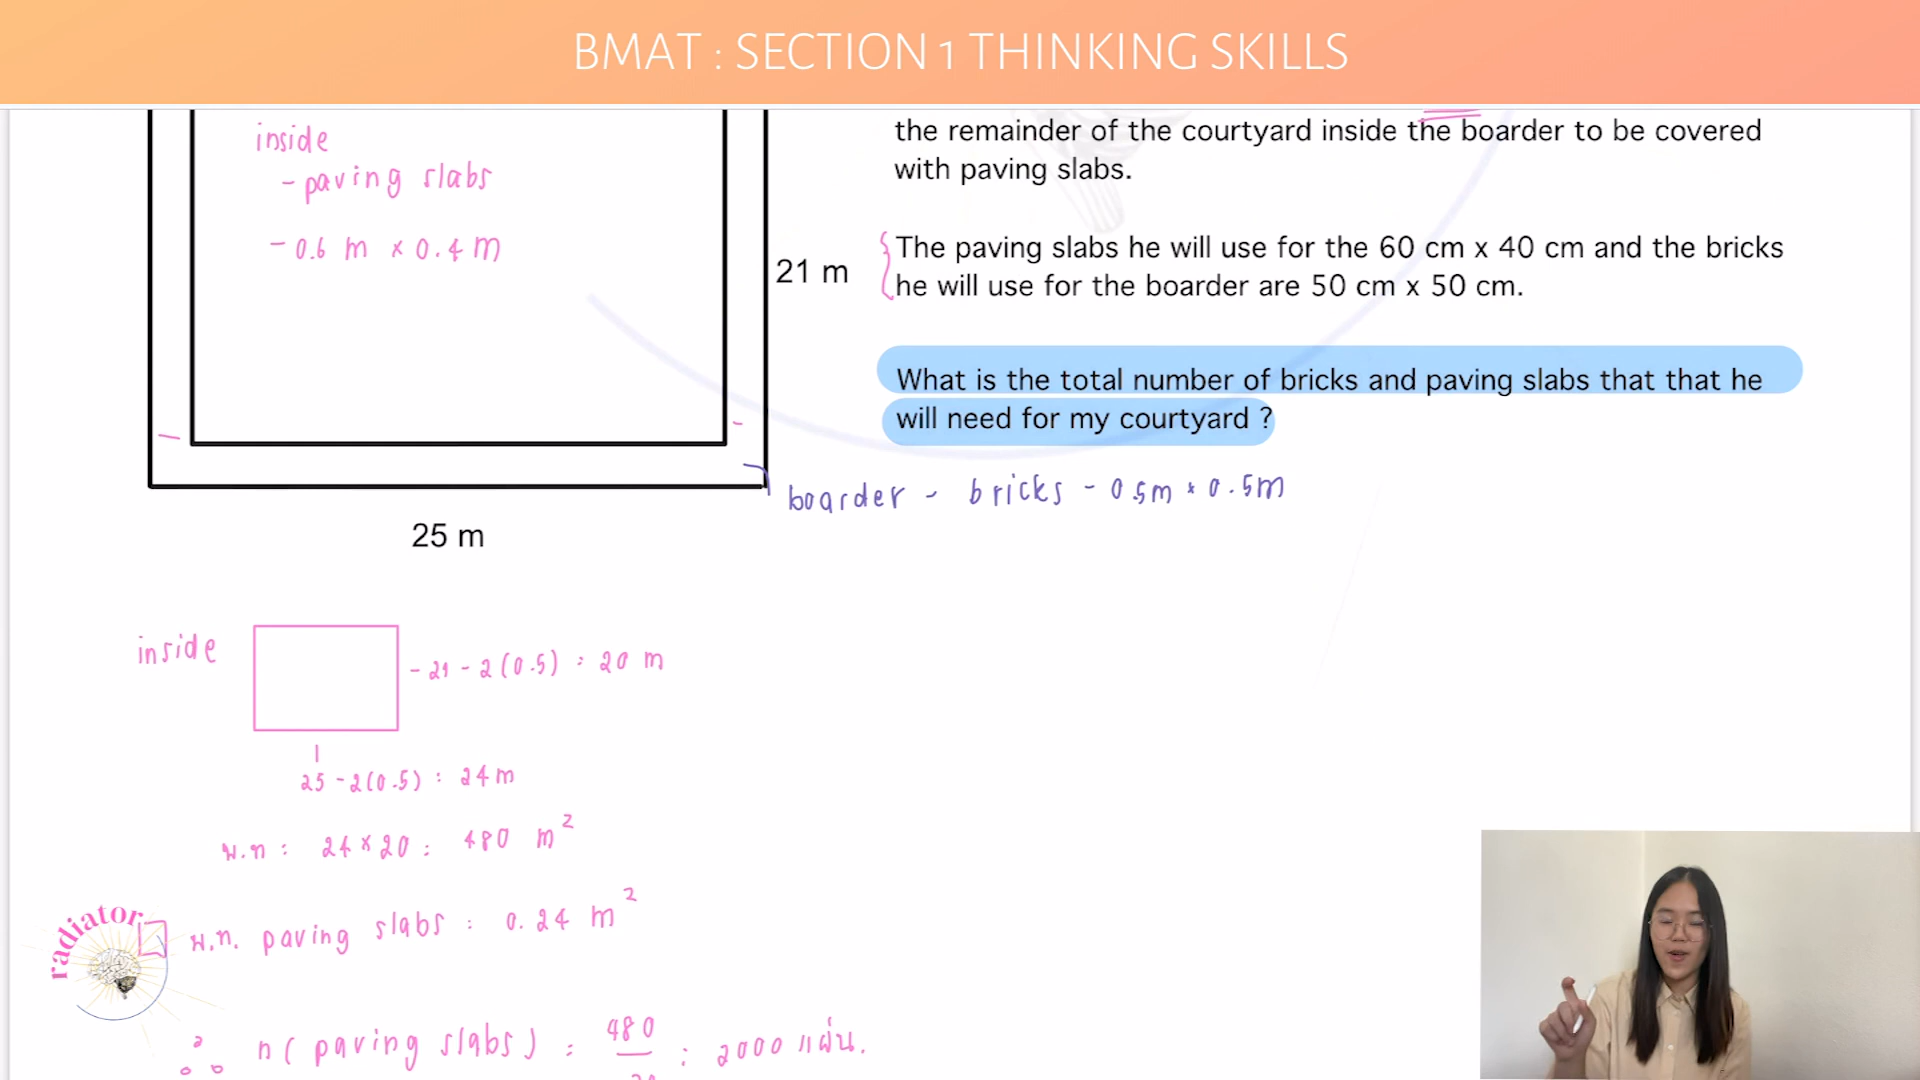 BMAT : SECTION 1 THINKING SKILLS
inside
- paving slabs
- 0.6 m × 0.4 m
21 m
25 m
the remainder of the courtyard inside the boarder to be covered
with paving slabs.
The paving slabs he will use for the 60 cm x 40 cm and the bricks
he will use for the boarder are 50 cm x 50 cm.
What is the total number of bricks and paving slabs that that he
will need for my courtyard ?
boarder - bricks - 0.5m × 0.5m
inside
- 21 - 2(0.5) = 20 m
25 - 2(0.5) = 24 m
พ.ท = 24 × 20 = 480 m²
พ.ท. paving slabs = 0.24 m²
radiator
n( paving slabs) = 480 = 2000 แผ่น.